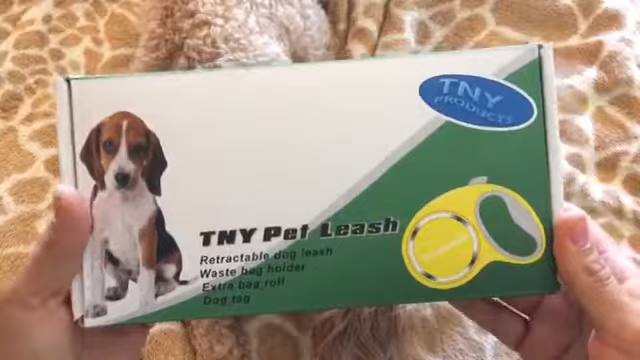 TNY
PRODUCTS
TNY Pet Leash
Retractable dog leash
Waste bag holder
Extra bag roll
Dog tag